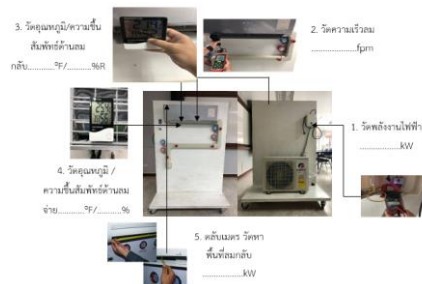 3. วัดอุณหภูมิ/ความชื้น
สัมพัทธ์ด้านลม
กลับ............°F/..........%R
2. วัดความเร็วลม
......................fpm
1. วัดพลังงานไฟฟ้า
....................kW
4. วัดอุณหภูมิ /
ความชื้นสัมพัทธ์ด้านลม
จ่าย............°F/..........%
5. ตลับเมตร วัดหา
พื้นที่ลมกลับ
....................kW